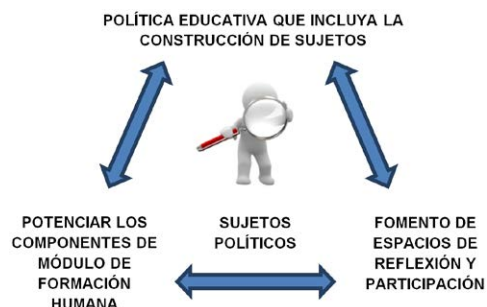 POLÍTICA EDUCATIVA QUE INCLUYA LA
CONSTRUCCIÓN DE SUJETOS
POTENCIAR LOS
COMPONENTES DE
MÓDULO DE
FORMACIÓN
HUMANA
SUJETOS
POLÍTICOS
FOMENTO DE
ESPACIOS DE
REFLEXIÓN Y
PARTICIPACIÓN